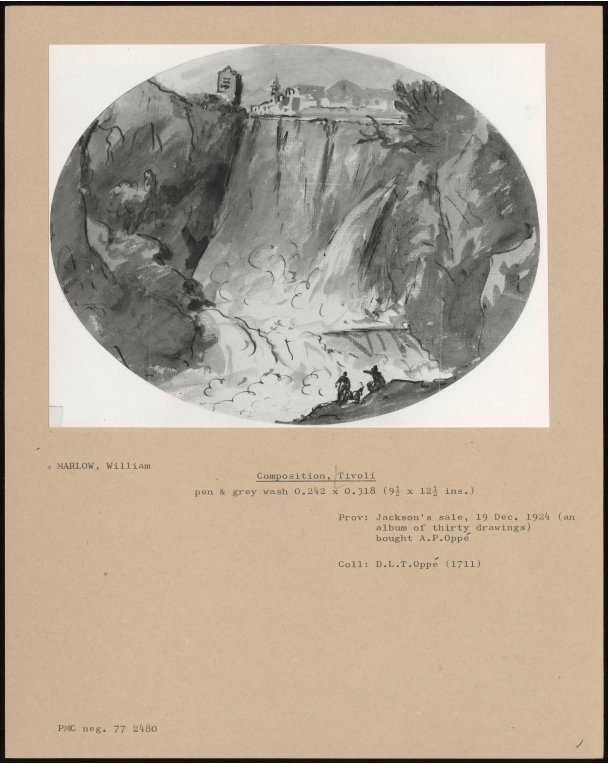 MARLOW, William
Composition, Tivoli
pen & grey wash 0.242 x 0.318 (9½ x 12½ ins.)
Prov: Jackson's sale, 19 Dec. 1924 (an
album of thirty drawings)
bought A.P.Oppé
Coll: D.L.T.Oppé (1711)
PMC neg. 77 2480